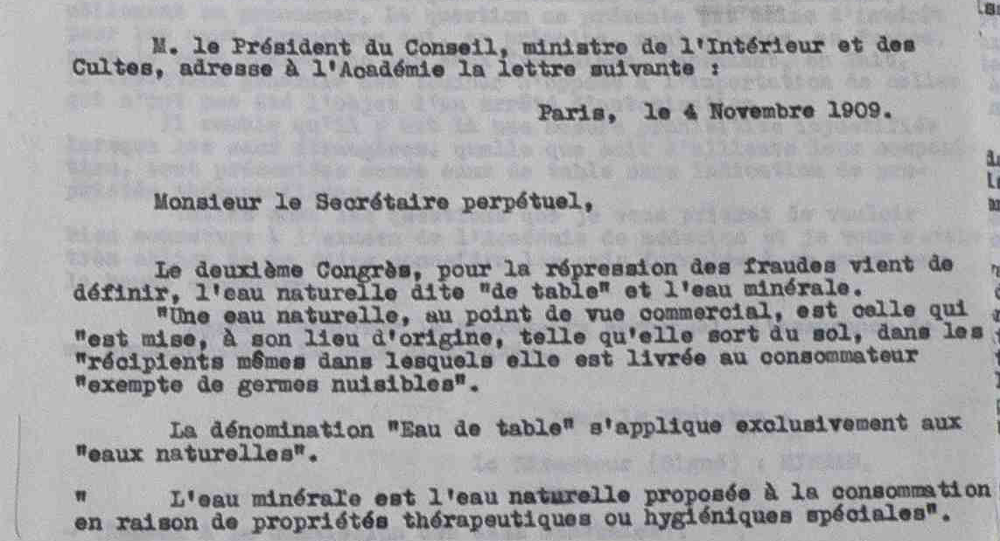 M. le Président du Conseil, ministre de l'Intérieur et des
Cultes, adresse à l'Académie la lettre suivante :
Paris, le 4 Novembre 1909.
Monsieur le Secrétaire perpétuel,
Le deuxième Congrès, pour la répression des fraudes vient de
définir, l'eau naturelle dite "de table" et l'eau minérale.
"Une eau naturelle, au point de vue commercial, est celle qui
"est mise, à son lieu d'origine, telle qu'elle sort du sol, dans les
"récipients mêmes dans lesquels elle est livrée au consommateur
"exempte de germes nuisibles".
La dénomination "Eau de table" s'applique exclusivement aux
"eaux naturelles".
" L'eau minérale est l'eau naturelle proposée à la consommation
en raison de propriétés thérapeutiques ou hygiéniques spéciales".